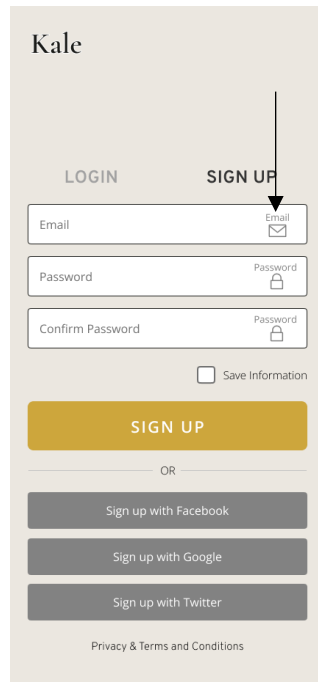 Kale
LOGIN SIGN UP
Email
Email
Password
Password
Password
Confirm Password
Save Information
SIGN UP
OR
Sign up with Facebook
Sign up with Google
Sign up with Twitter
Privacy & Terms and Conditions